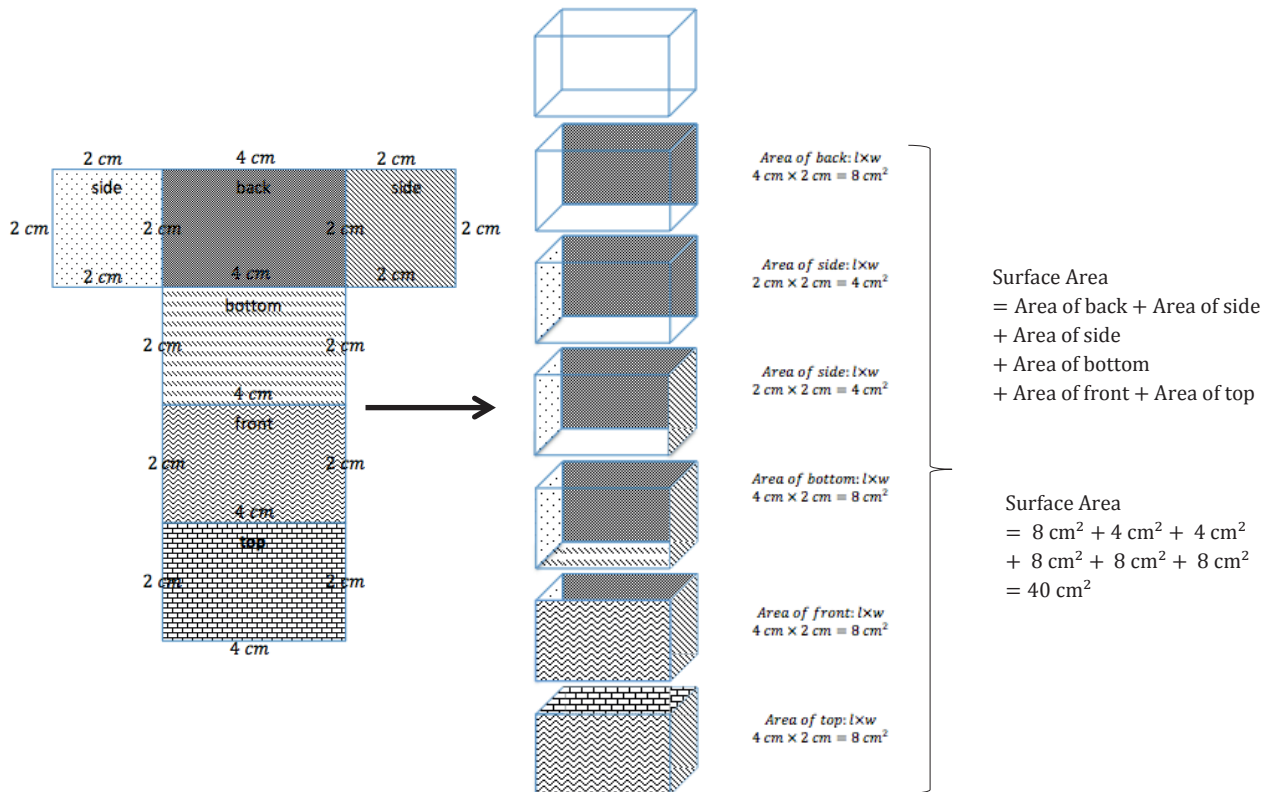 2 cm 4 cm 2 cm
side back side
2 cm 2 cm 2 cm 2 cm
2 cm 4 cm 2 cm
bottom
2 cm 2 cm
4 cm
front
2 cm 2 cm
4 cm
top
2 cm 2 cm
4 cm
Area of back: l×w
4 cm × 2 cm = 8 cm²
Area of side: l×w
2 cm × 2 cm = 4 cm²
Area of side: l×w
2 cm × 2 cm = 4 cm²
Area of bottom: l×w
4 cm × 2 cm = 8 cm²
Area of front: l×w
4 cm × 2 cm = 8 cm²
Area of top: l×w
4 cm × 2 cm = 8 cm²
Surface Area
= Area of back + Area of side
+ Area of side
+ Area of bottom
+ Area of front + Area of top
Surface Area
= 8 cm² + 4 cm² + 4 cm²
+ 8 cm² + 8 cm² + 8 cm²
= 40 cm²